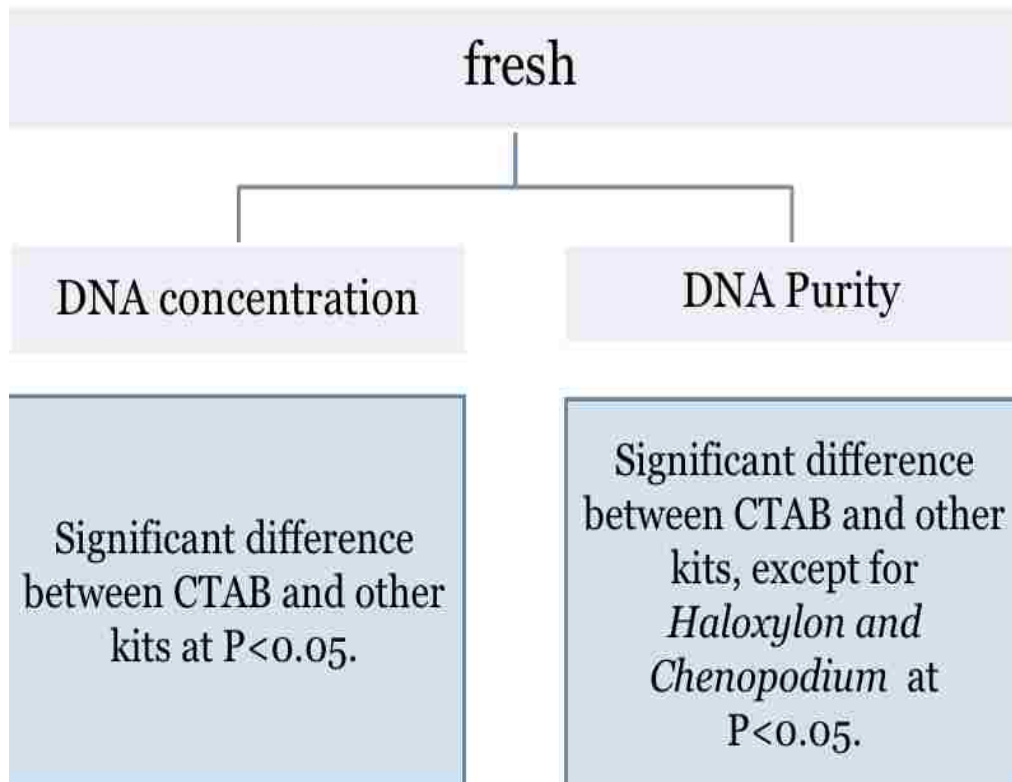 fresh
DNA concentration
DNA Purity
Significant difference
between CTAB and other
kits at P<0.05.
Significant difference
between CTAB and other
kits, except for
Haloxylon and
Chenopodium at
P<0.05.